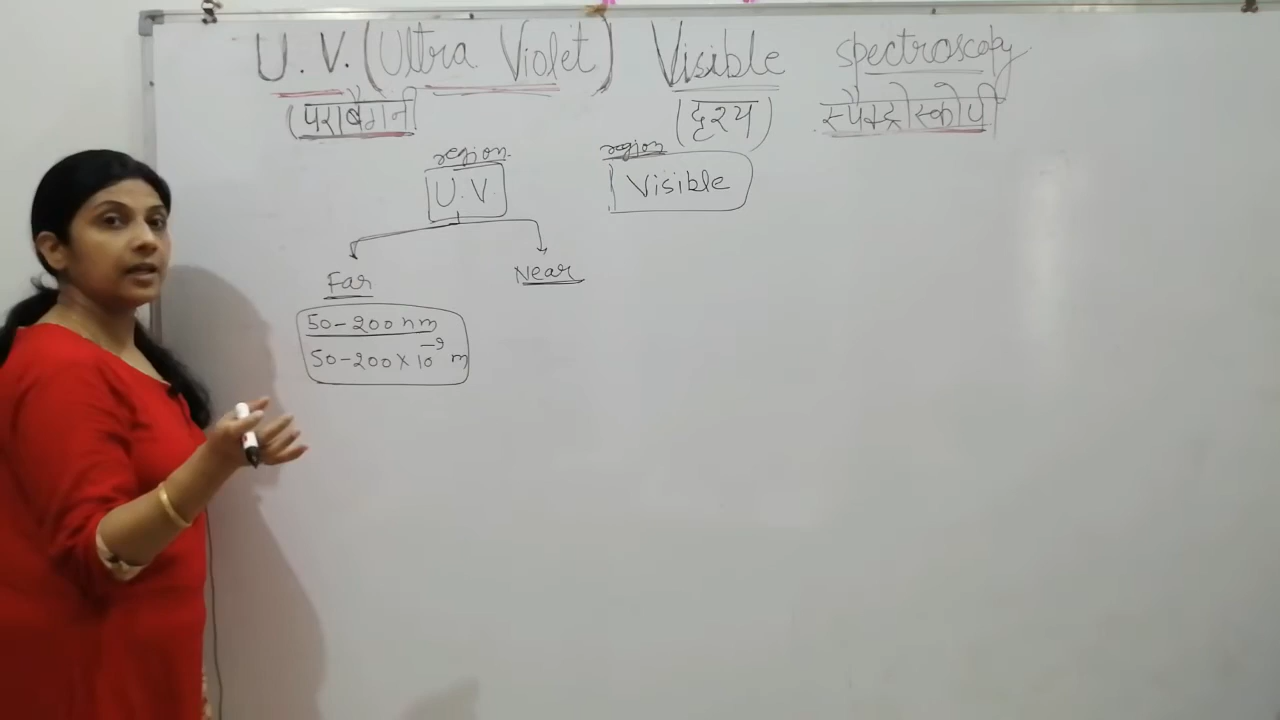 U.V. (Ultra Violet) Visible spectroscopy
(पराबैगनी (दृश्य) स्पैक्ट्रोस्कोपी
region region
U.V. Visible
Far Near
50-200 nm
50-200 × 10⁻⁹ m